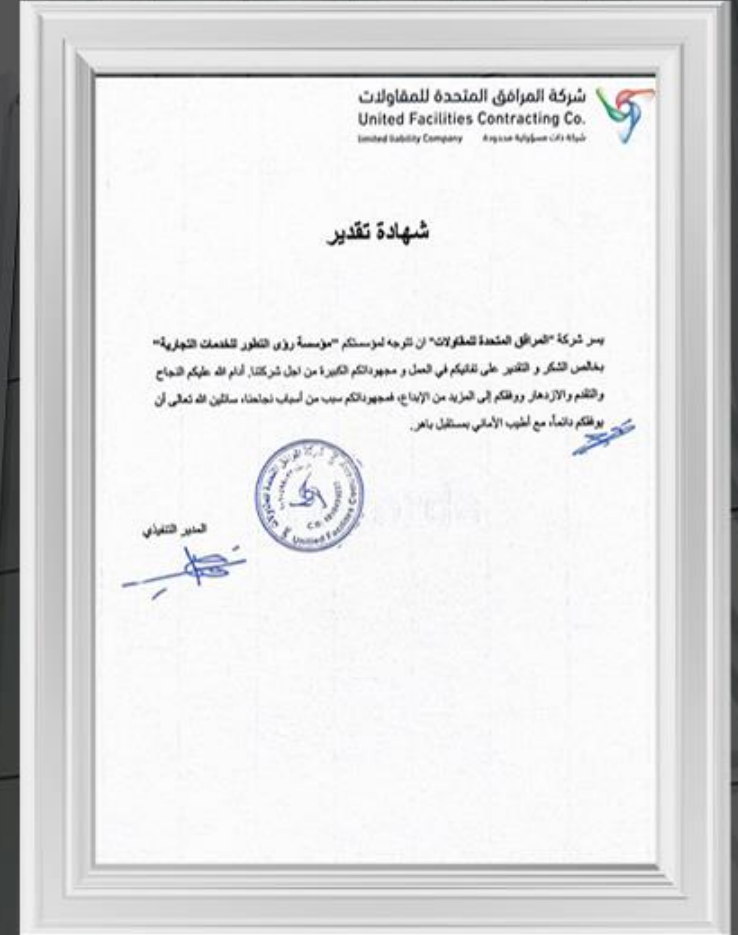 شركة المرافق المتحدة للمقاولات
United Facilities Contracting Co.
limited liability Company شركة ذات مسؤولية محدودة
شهادة تقدير
يسر شركة "المرافق المتحدة للمقاولات" ان تتوجه لمؤسستكم "مؤسسة رؤى التطور للخدمات التجارية"
بخالص الشكر و التقدير على تفانيكم في العمل و مجهوداتكم الكبيرة من اجل شركتنا, أدام الله عليكم النجاح
والتقدم والازدهار ووفقكم إلى المزيد من الإبداع، فمجهوداتكم سبب من أسباب نجاحنا، سائلين الله تعالى أن
يوفقكم دائماً، مع أطيب الأماني بمستقبل باهر.
المدير التنفيذي
United Facilities